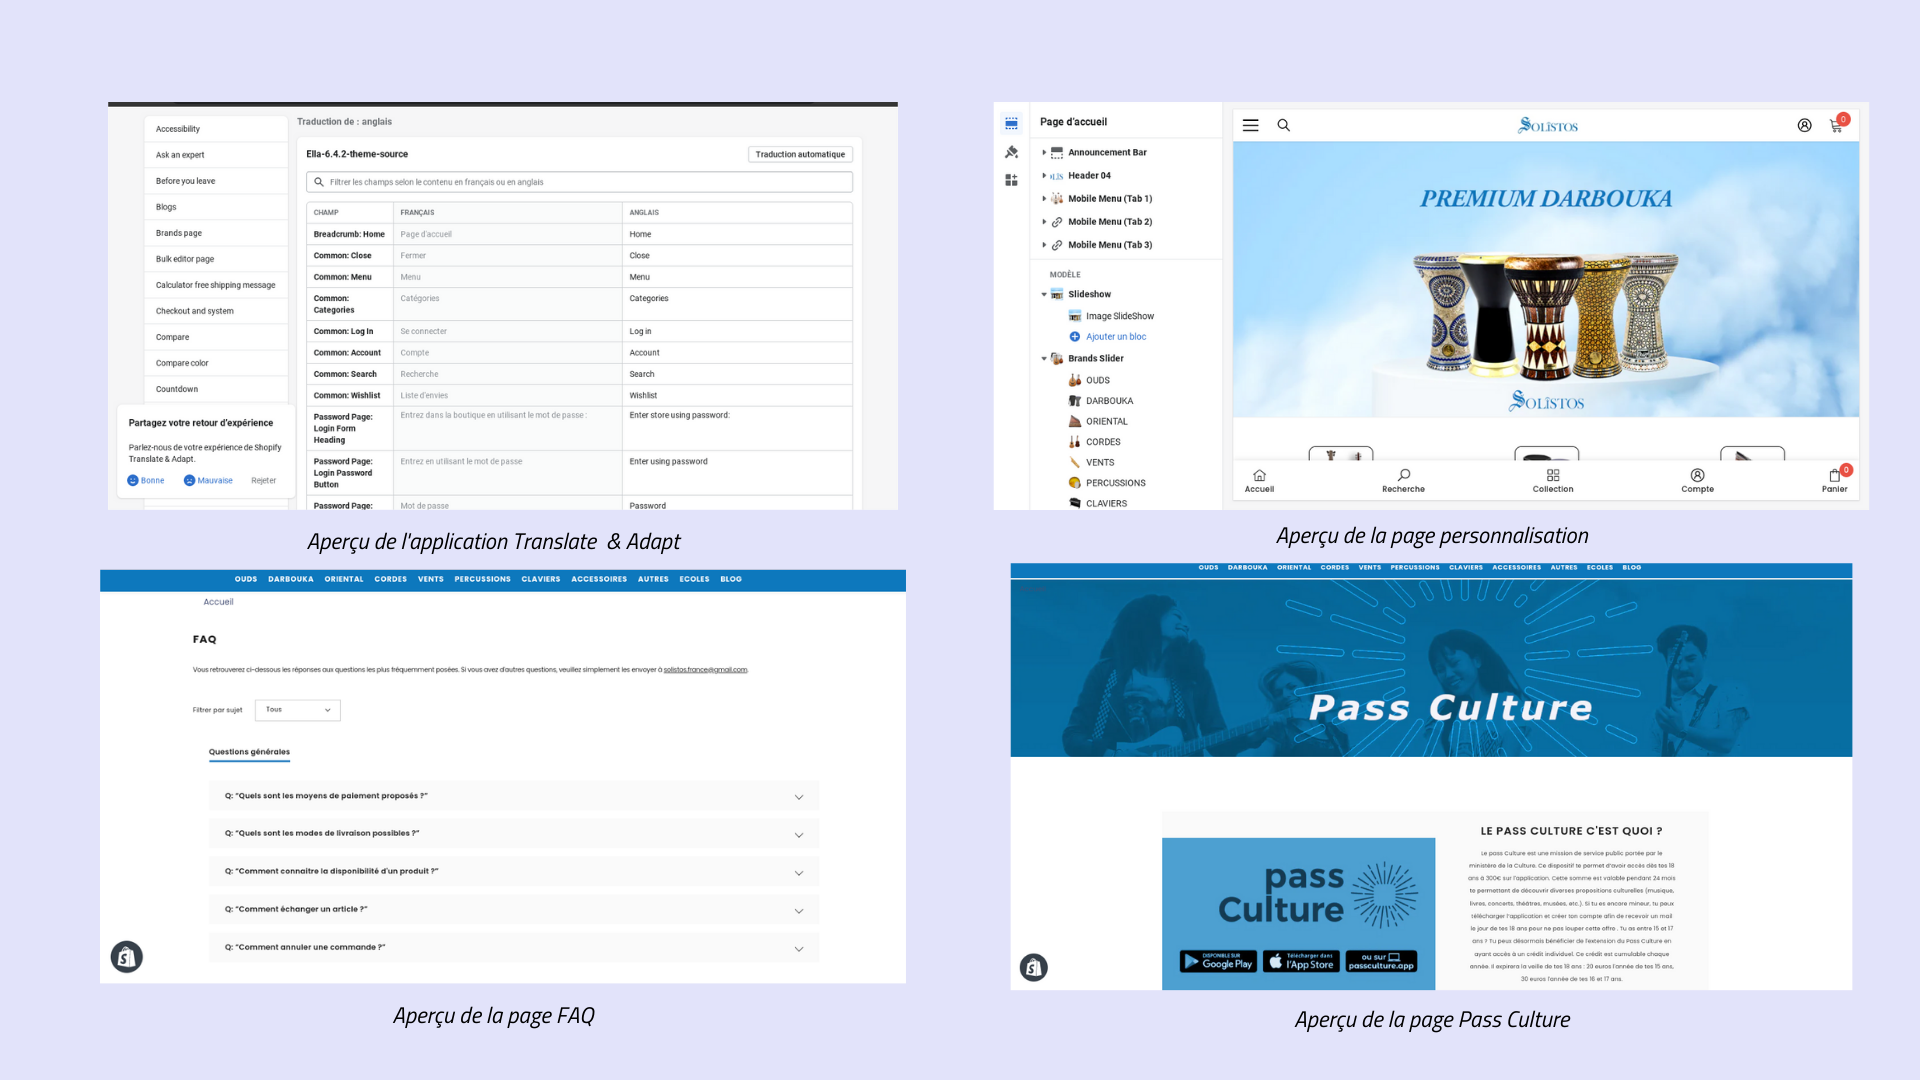 Traduction de : anglais
Accessibility
Ask an expert
Before you leave
Blogs
Brands page
Bulk editor page
Calculator free shipping message
Checkout and system
Compare
Compare color
Countdown
Partagez votre retour d'expérience
Parlez-nous de votre expérience de Shopify
Translate & Adapt.
Bonne Mauvaise Rejeter
Ella-6.4.2-theme-source Traduction automatique
Filtrer les champs selon le contenu en français ou en anglais
CHAMP FRANÇAIS ANGLAIS
Breadcrumb: Home Page d'accueil Home
Common: Close Fermer Close
Common: Menu Menu Menu
Common: Categories Catégories Categories
Common: Log In Se connecter Log in
Common: Account Compte Account
Common: Search Recherche Search
Common: Wishlist Liste d'envies Wishlist
Password Page: Login Form Heading Entrez dans la boutique en utilisant le mot de passe : Enter store using password:
Password Page: Login Password Button Entrez en utilisant le mot de passe Enter using password
Password Page: Mot de passe Password
Aperçu de l'application Translate & Adapt
Page d'accueil
Announcement Bar
Header 04
Mobile Menu (Tab 1)
Mobile Menu (Tab 2)
Mobile Menu (Tab 3)
MODÈLE
Slideshow
Image SlideShow
Ajouter un bloc
Brands Slider
OUDS
DARBOUKA
ORIENTAL
CORDES
VENTS
PERCUSSIONS
CLAVIERS
SOLISTOS 0
PREMIUM DARBOUKA
SOLISTOS
0
Accueil Recherche Collection Compte Panier
Aperçu de la page personnalisation
OUDS DARBOUKA ORIENTAL CORDES VENTS PERCUSSIONS CLAVIERS ACCESSOIRES AUTRES ECOLES BLOG
Accueil
FAQ
Vous retrouverez ci-dessous les réponses aux questions les plus fréquemment posées. Si vous avez d'autres questions, veuillez simplement les envoyer à solistos.france@gmail.com.
Filtrer par sujet Tous
Questions générales
Q: "Quels sont les moyens de paiement proposés ?"
Q: "Quels sont les modes de livraison possibles ?"
Q: "Comment connaitre la disponibilité d'un produit ?"
Q: "Comment échanger un article ?"
Q: "Comment annuler une commande ?"
Aperçu de la page FAQ
OUDS DARBOUKA ORIENTAL CORDES VENTS PERCUSSIONS CLAVIERS ACCESSOIRES AUTRES ECOLES BLOG
Pass Culture
pass
Culture
DISPONIBLE SUR Google Play
Télécharger dans l'App Store
ou sur passculture.app
LE PASS CULTURE C'EST QUOI ?
Le pass Culture est une mission de service public portée par le
ministère de la Culture. Ce dispositif te permet d'avoir accès dès tes 18
ans à 300€ sur l'application. Cette somme est valable pendant 24 mois
te permettant de découvrir diverses propositions culturelles (musique,
livres, concerts, théâtres, musées, etc.). Si tu es encore mineur, tu peux
télécharger l'application et créer ton compte afin de recevoir un mail
le jour de tes 18 ans pour ne pas louper cette offre . Tu as entre 15 et 17
ans ? Tu peux désormais bénéficier de l'extension du Pass Culture en
ayant accès à un crédit individuel. Ce crédit est cumulable chaque
année. Il expirera la veille de tes 18 ans : 20 euros l'année de tes 15 ans,
30 euros l'année de tes 16 et 17 ans.
Aperçu de la page Pass Culture